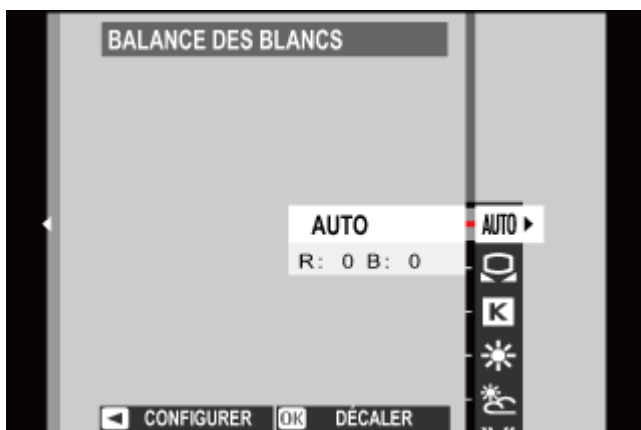 BALANCE DES BLANCS
AUTO AUTO
R: 0 B: 0
K
CONFIGURER OK DÉCALER